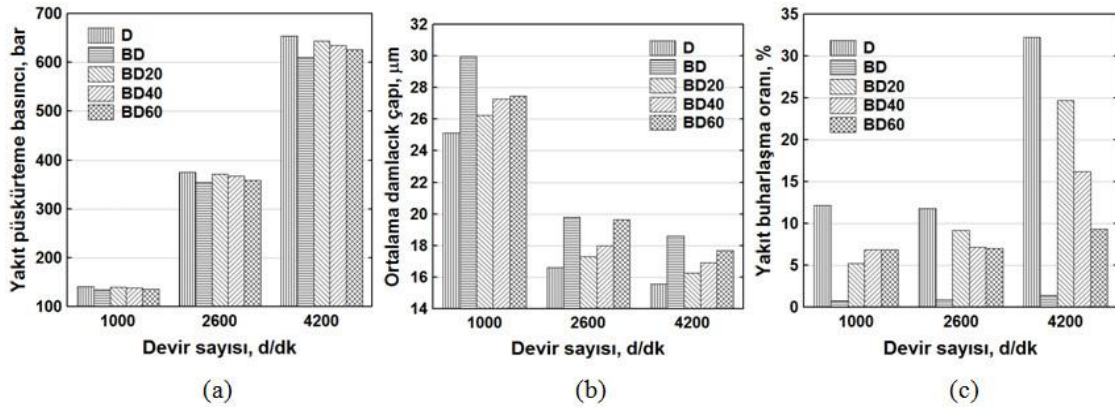 Yakıt püskürteme basıncı, bar
700
600
500
400
300
200
100
D
BD
BD20
BD40
BD60
1000 2600 4200
Devir sayısı, d/dk
(a)
Ortalama damlacık çapı, µm
32
30
28
26
24
22
20
18
16
14
D
BD
BD20
BD40
BD60
1000 2600 4200
Devir sayısı, d/dk
(b)
Yakıt buharlaşma oranı, %
35
30
25
20
15
10
5
0
D
BD
BD20
BD40
BD60
1000 2600 4200
Devir sayısı, d/dk
(c)